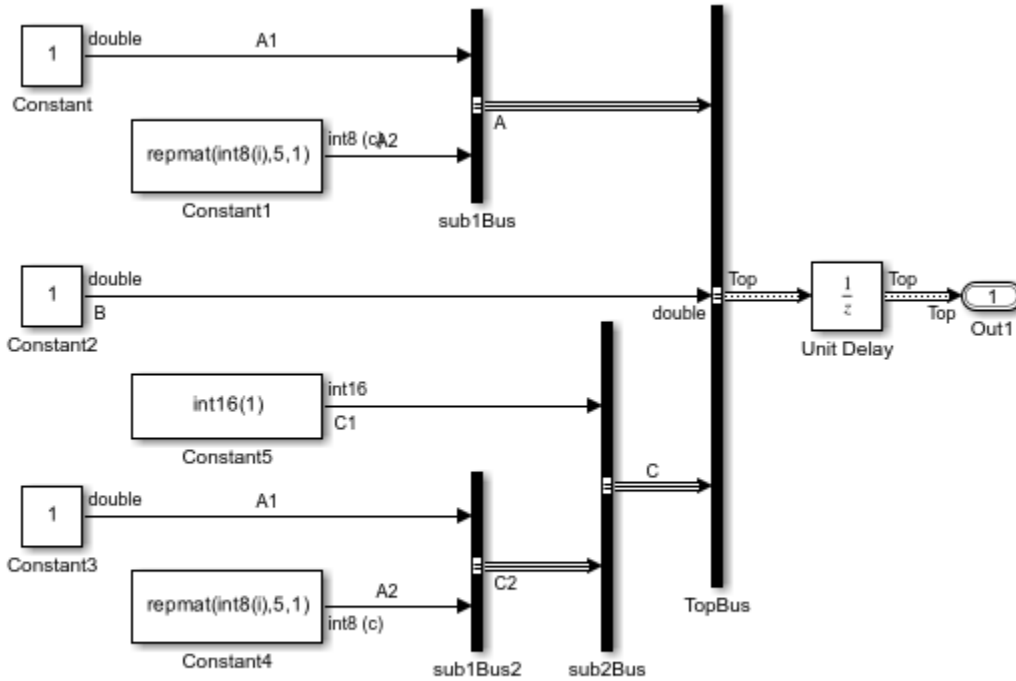 1
double
A1
Constant
repmat(int8(i),5,1)
int8 (c)
A2
Constant1
A
sub1Bus
1
double
B
Constant2
double
Top
1
z
Top
Top
1
Unit Delay
Out1
int16(1)
int16
C1
Constant5
C
1
double
A1
Constant3
C2
repmat(int8(i),5,1)
A2
int8 (c)
Constant4
sub1Bus2
sub2Bus
TopBus